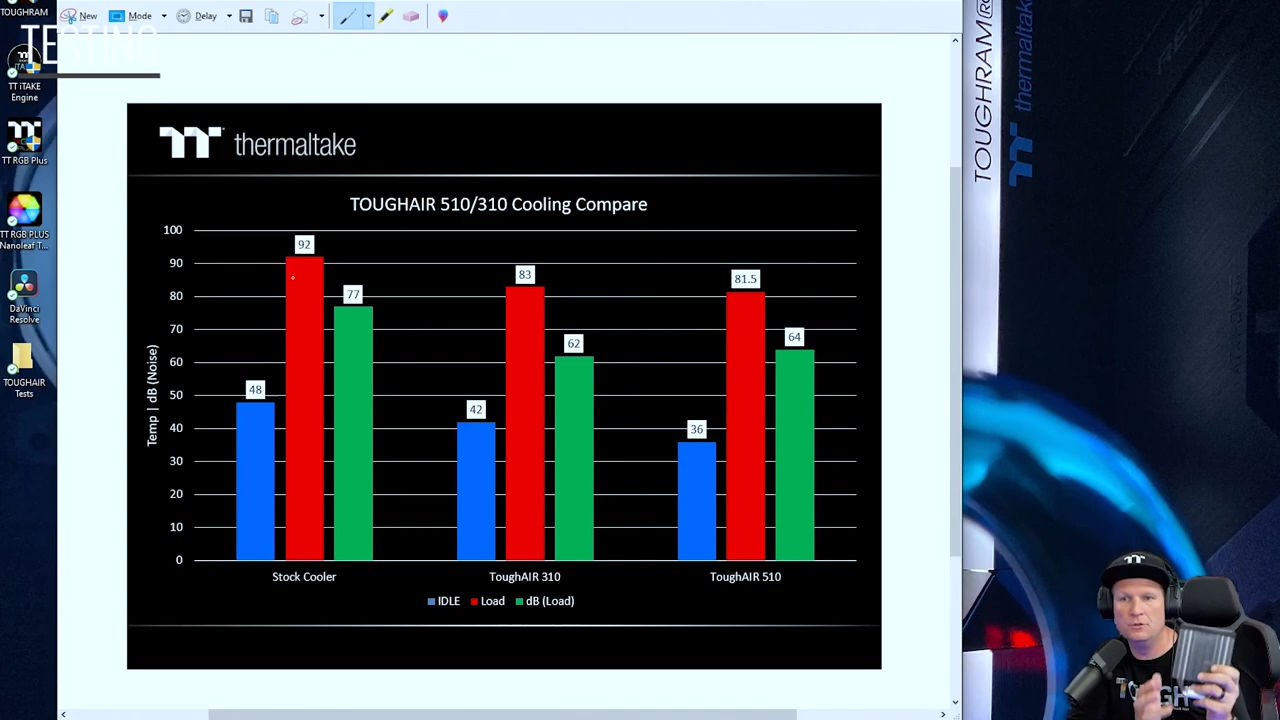 TOUGHRAM
New
Mode
Delay
TESTING
TT iTAKE
Engine
TT RGB Plus
TT RGB PLUS
Nanoleaf T...
DaVinci
Resolve
TOUGHAIR
Tests
thermaltake
TOUGHAIR 510/310 Cooling Compare
Temp | dB (Noise)
100
90
80
70
60
50
40
30
20
10
0
48
92
77
42
83
62
36
81.5
64
Stock Cooler
ToughAIR 310
ToughAIR 510
IDLE
Load
dB (Load)
TOUGHRAM
thermaltake